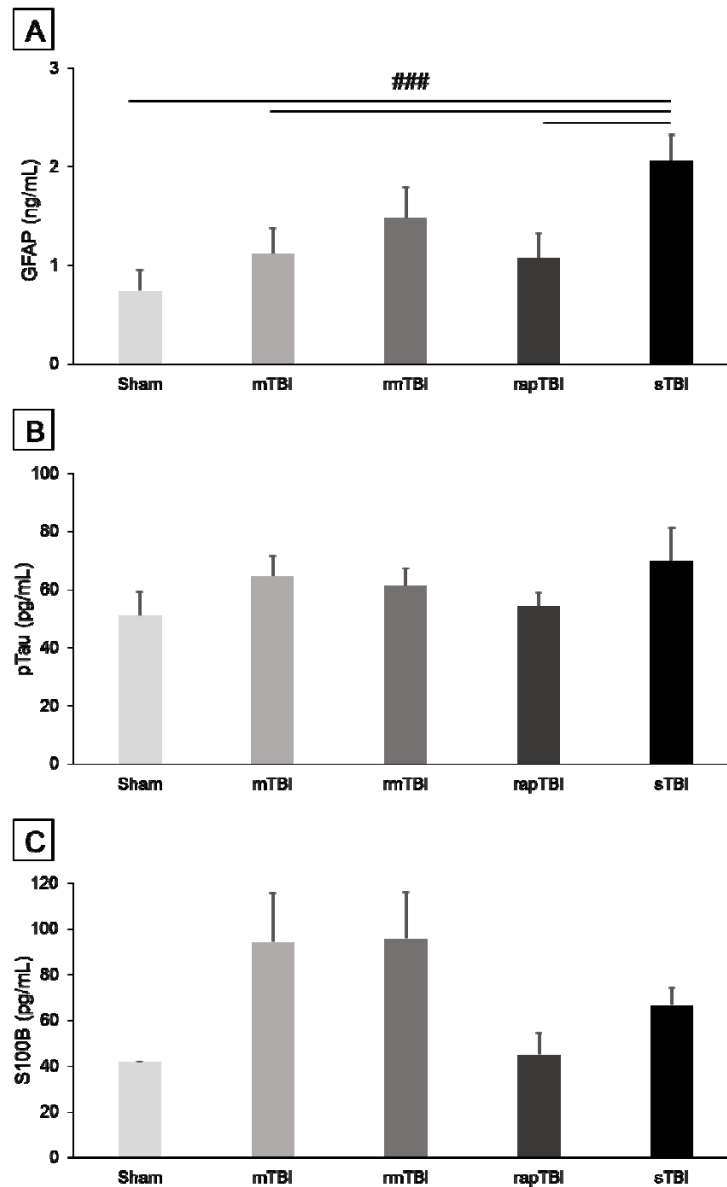 A
###
3
2
1
0
GFAP (ng/mL)
Sham mTBI rmTBI rapTBI sTBI
B
100
80
60
40
20
0
pTau (pg/mL)
Sham mTBI rmTBI rapTBI sTBI
C
120
100
80
60
40
20
0
S100B (pg/mL)
Sham mTBI rmTBI rapTBI sTBI